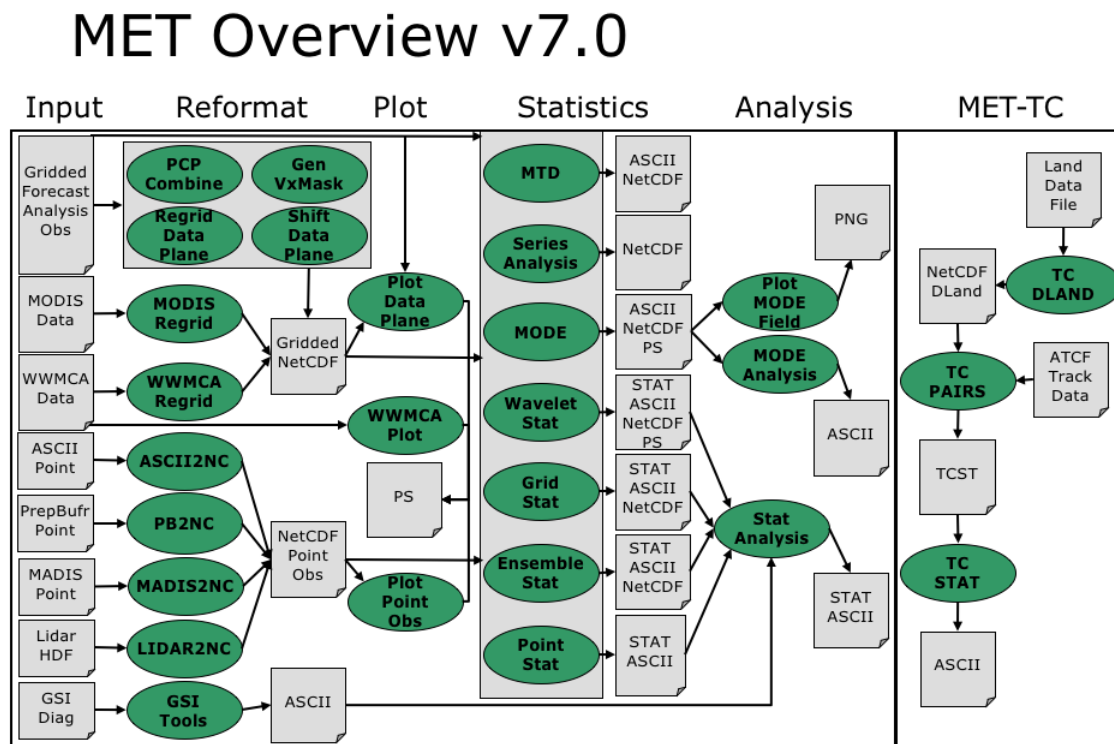 MET Overview v7.0
Input
Reformat
Plot
Statistics
Analysis
MET-TC
Gridded
Forecast
Analysis
Obs
MODIS
Data
WWMCA
Data
ASCII
Point
PrepBufr
Point
MADIS
Point
Lidar
HDF
GSI
Diag
PCP
Combine
Gen
VxMask
Regrid
Data
Plane
Shift
Data
Plane
MODIS
Regrid
WWMCA
Regrid
Gridded
NetCDF
ASCII2NC
PB2NC
MADIS2NC
LIDAR2NC
GSI
Tools
NetCDF
Point
Obs
ASCII
Plot
Data
Plane
WWMCA
Plot
PS
Plot
Point
Obs
MTD
ASCII
NetCDF
Series
Analysis
NetCDF
MODE
ASCII
NetCDF
PS
Wavelet
Stat
STAT
ASCII
NetCDF
PS
Grid
Stat
STAT
ASCII
NetCDF
Ensemble
Stat
STAT
ASCII
NetCDF
Point
Stat
STAT
ASCII
PNG
Plot
MODE
Field
MODE
Analysis
ASCII
Stat
Analysis
STAT
ASCII
Land
Data
File
NetCDF
DLand
TC
DLAND
TC
PAIRS
ATCF
Track
Data
TCST
TC
STAT
ASCII